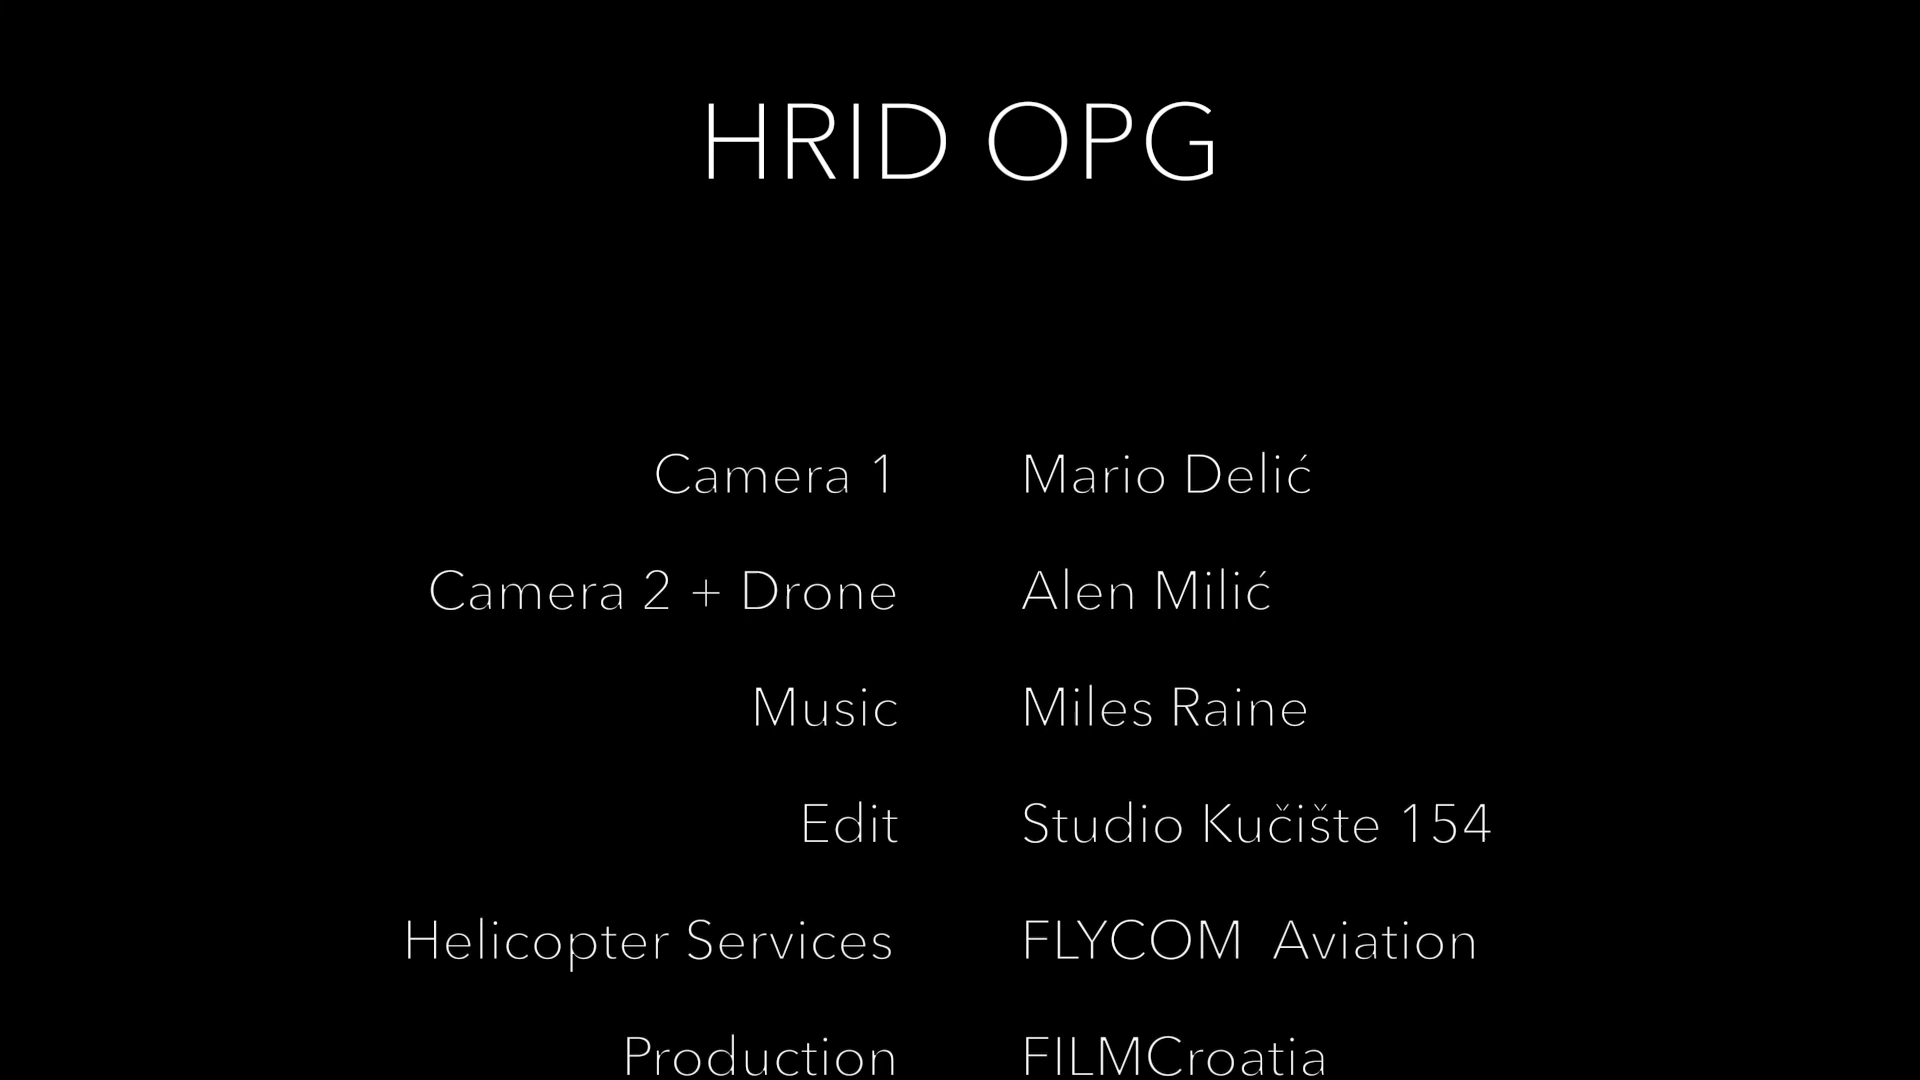 HRID OPG
Camera 1 Mario Delić
Camera 2 + Drone Alen Milić
Music Miles Raine
Edit Studio Kučište 154
Helicopter Services FLYCOM Aviation
Production FILMCroatia